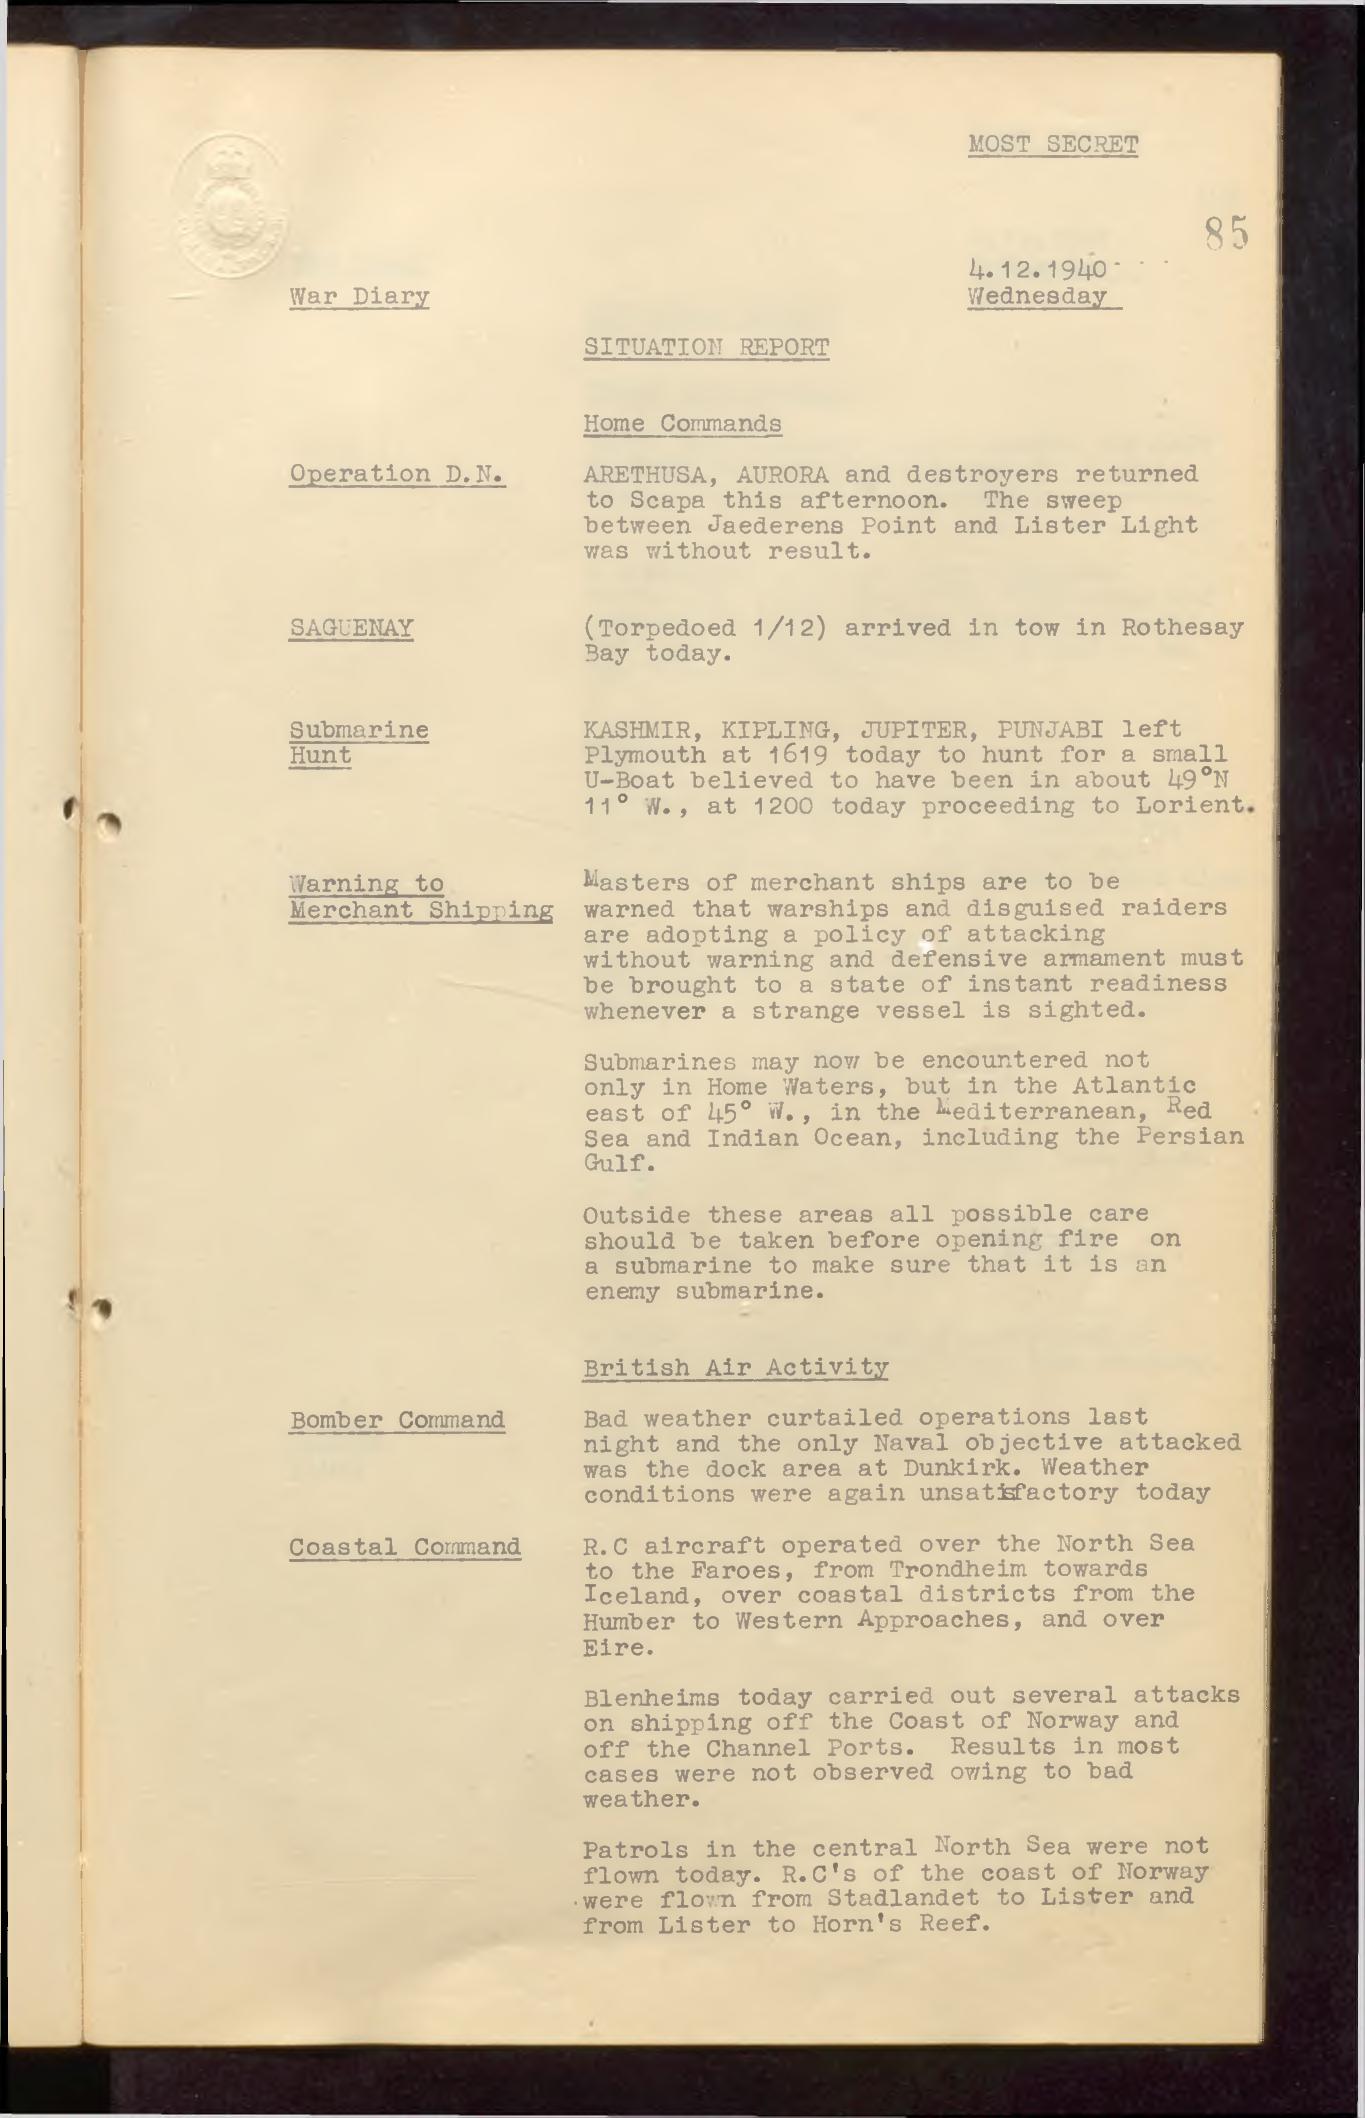 MOST SECRET
85
4.12.1940
War Diary
Wednesday
SITUATION REPORT
Home Commands
Operation D.N.
ARETHUSA, AURORA and destroyers returned
to Scapa this afternoon. The sweep
between Jaederens Point and Lister Light
was without result.
SAGUENAY
(Torpedoed 1/12) arrived in tow in Rothesay
Bay today.
Submarine
Hunt
KASHMIR, KIPLING, JUPITER, PUNJABI left
Plymouth at 1619 today to hunt for a small
U-Boat believed to have been in about 49°N
11° W., at 1200 today proceeding to Lorient.
Warning to
Merchant Shipping
Masters of merchant ships are to be
warned that warships and disguised raiders
are adopting a policy of attacking
without warning and defensive armament must
be brought to a state of instant readiness
whenever a strange vessel is sighted.
Submarines may now be encountered not
only in Home Waters, but in the Atlantic
east of 45° W., in the Mediterranean, Red
Sea and Indian Ocean, including the Persian
Gulf.
Outside these areas all possible care
should be taken before opening fire on
a submarine to make sure that it is an
enemy submarine.
British Air Activity
Bomber Command
Bad weather curtailed operations last
night and the only Naval objective attacked
was the dock area at Dunkirk. Weather
conditions were again unsatisfactory today
Coastal Command
R.C aircraft operated over the North Sea
to the Faroes, from Trondheim towards
Iceland, over coastal districts from the
Humber to Western Approaches, and over
Eire.
Blenheims today carried out several attacks
on shipping off the Coast of Norway and
off the Channel Ports. Results in most
cases were not observed owing to bad
weather.
Patrols in the central North Sea were not
flown today. R.C's of the coast of Norway
were flown from Stadlandet to Lister and
from Lister to Horn's Reef.